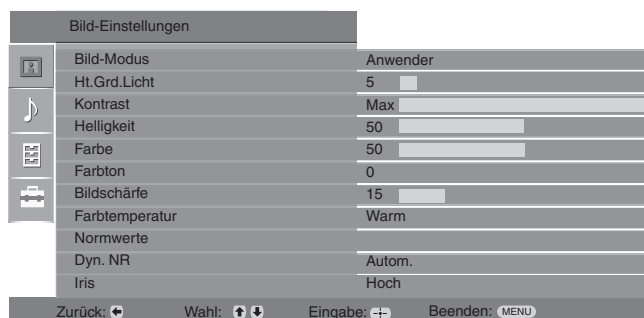 Bild-Einstellungen
Bild-Modus Anwender
Ht.Grd.Licht 5
Kontrast Max
Helligkeit 50
Farbe 50
Farbton 0
Bildschärfe 15
Farbtemperatur Warm
Normwerte
Dyn. NR Autom.
Iris Hoch
Zurück: Wahl: Eingabe: Beenden: MENU